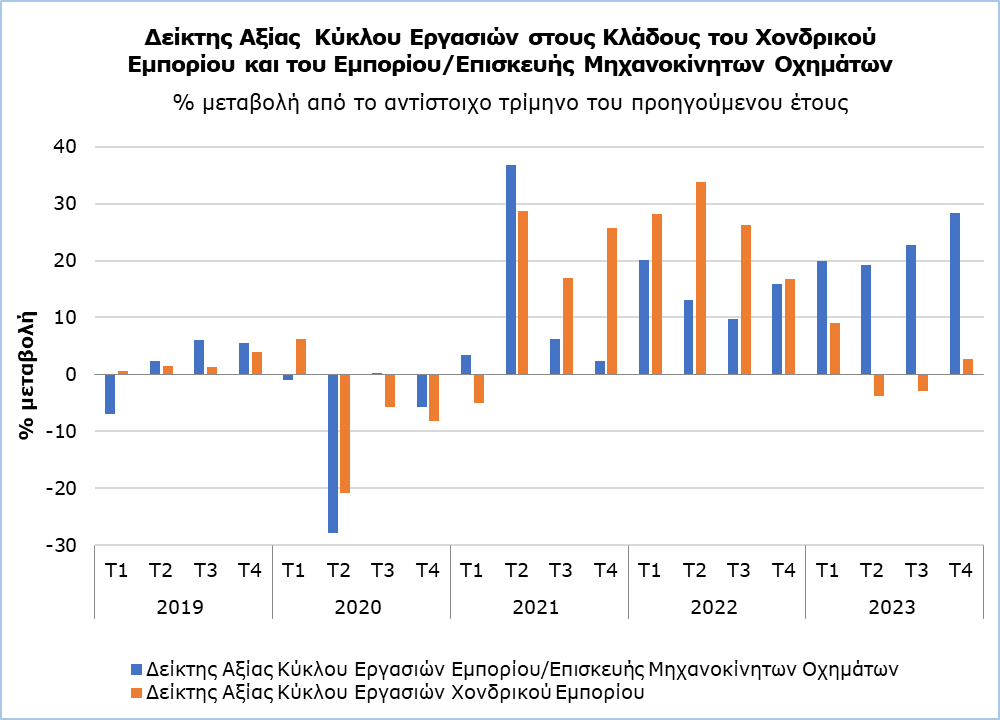 Δείκτης Αξίας Κύκλου Εργασιών στους Κλάδους του Χονδρικού
Εμπορίου και του Εμπορίου/Επισκευής Μηχανοκίνητων Οχημάτων
% μεταβολή από το αντίστοιχο τρίμηνο του προηγούμενου έτους
% μεταβολή
40
30
20
10
0
-10
-20
-30
Τ1 Τ2 Τ3 Τ4 Τ1 Τ2 Τ3 Τ4 Τ1 Τ2 Τ3 Τ4 Τ1 Τ2 Τ3 Τ4 Τ1 Τ2 Τ3 Τ4
2019 2020 2021 2022 2023
Δείκτης Αξίας Κύκλου Εργασιών Εμπορίου/Επισκευής Μηχανοκίνητων Οχημάτων
Δείκτης Αξίας Κύκλου Εργασιών Χονδρικού Εμπορίου